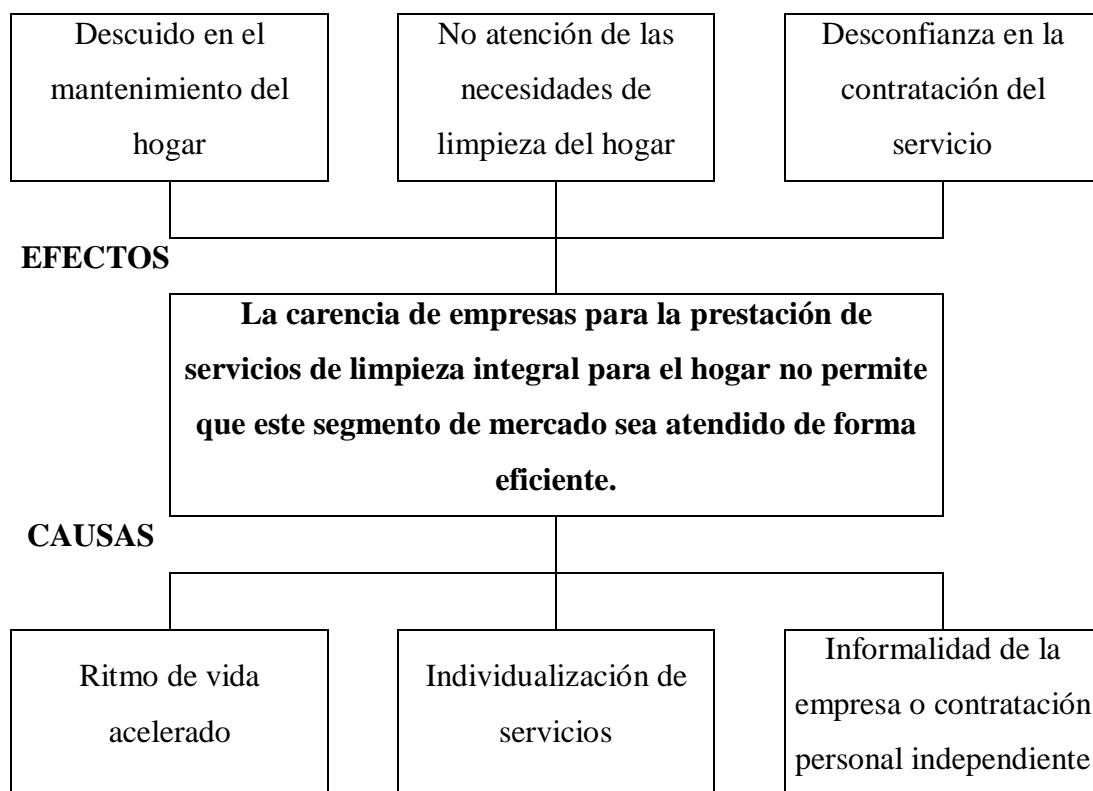 Descuido en el
mantenimiento del
hogar
No atención de las
necesidades de
limpieza del hogar
Desconfianza en la
contratación del
servicio
EFECTOS
La carencia de empresas para la prestación de
servicios de limpieza integral para el hogar no permite
que este segmento de mercado sea atendido de forma
eficiente.
CAUSAS
Ritmo de vida
acelerado
Individualización de
servicios
Informalidad de la
empresa o contratación
personal independiente